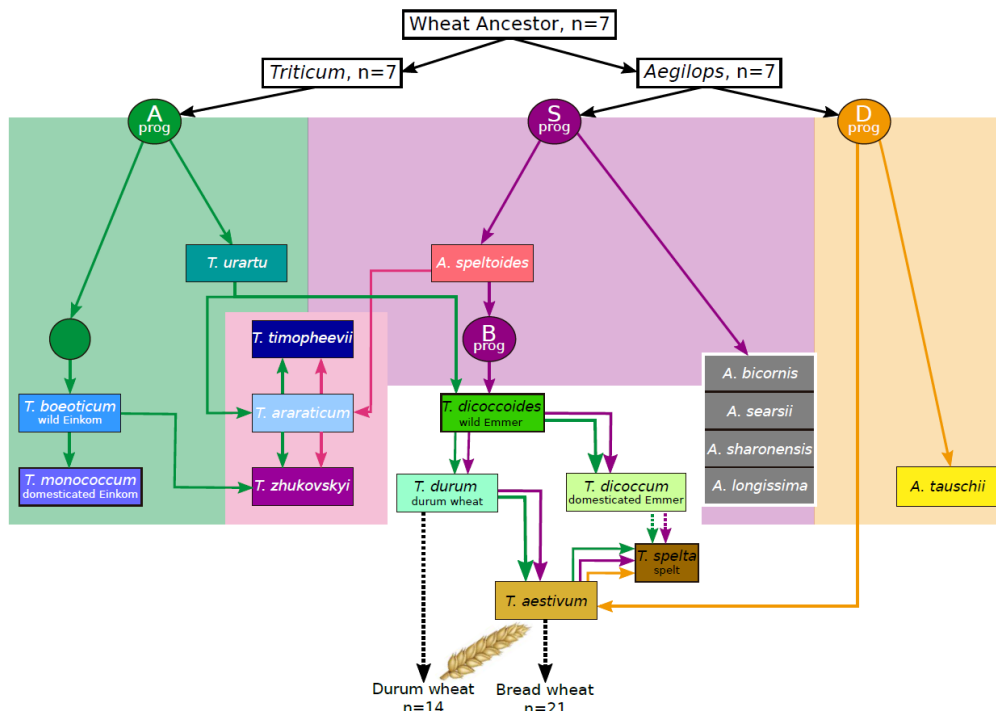 Wheat Ancestor, n=7
Triticum, n=7
Aegilops, n=7
A
prog
S
prog
D
prog
T. urartu
A. speltoides
T. timopheevii
B
prog
A. bicornis
T. boeoticum
wild Einkorn
T. araraticum
T. dicoccoides
wild Emmer
A. searsii
A. sharonensis
T. monococcum
domesticated Einkorn
T. zhukovskyi
T. durum
durum wheat
T. dicoccum
domesticated Emmer
A. longissima
A. tauschii
T. spelta
spelt
T. aestivum
Durum wheat
n=14
Bread wheat
n=21